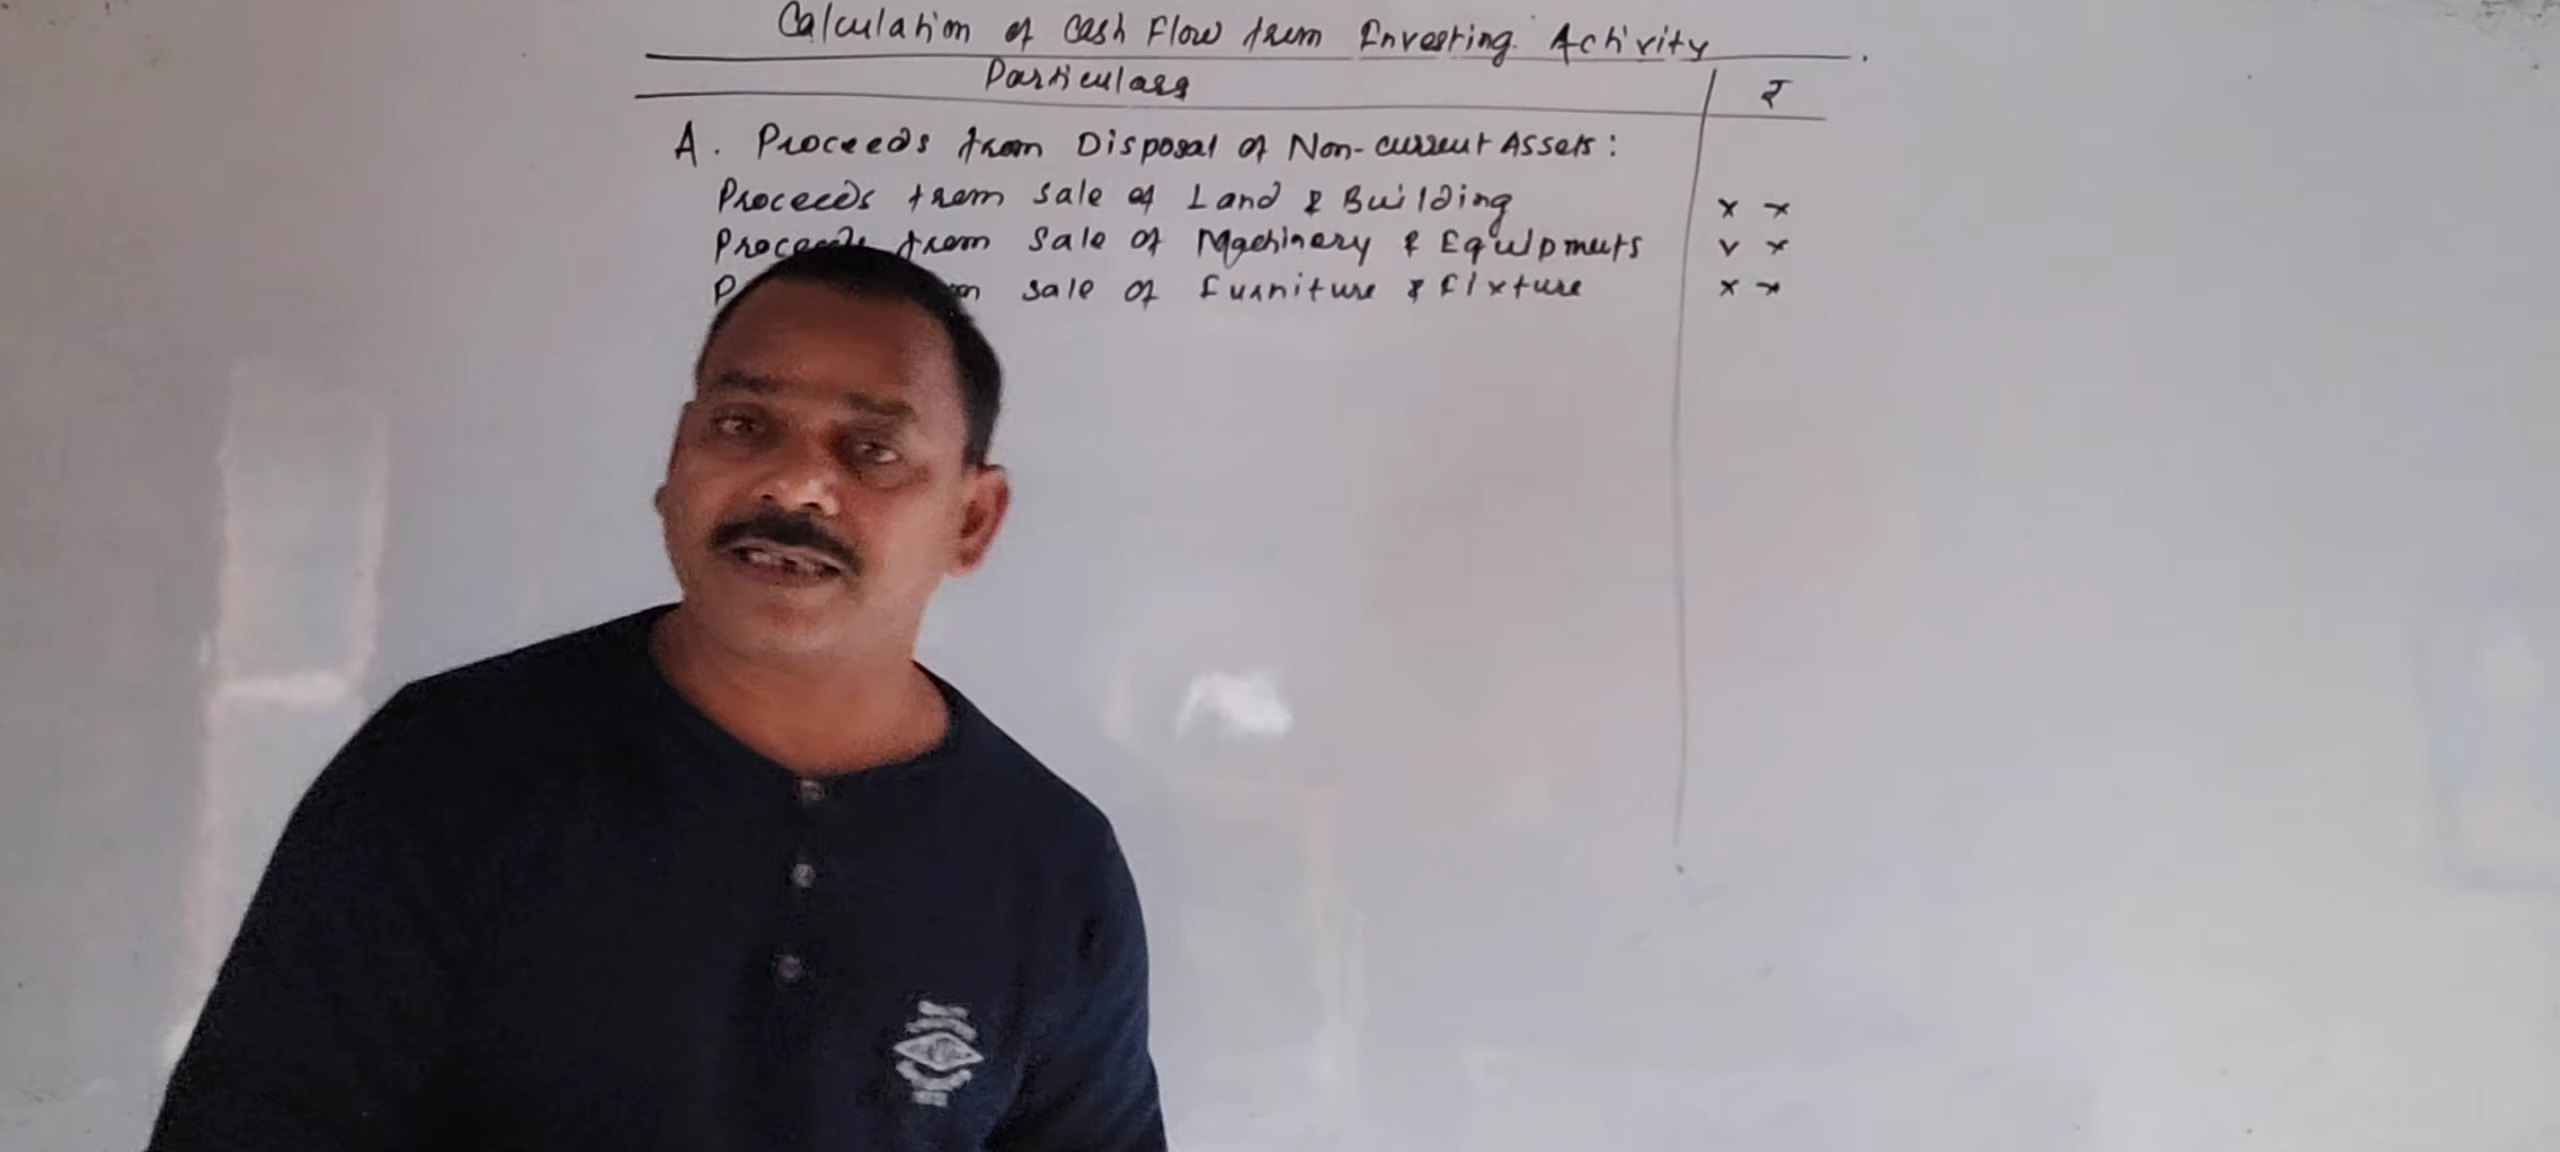 Calculation of Cash Flow from Investing Activity
Particulars ₹
A. Proceeds from Disposal of Non-current Assets:
Proceeds from Sale of Land & Building x x
Proceeds from Sale of Machinery & Equipments x x
sale of Furniture & Fixture x x